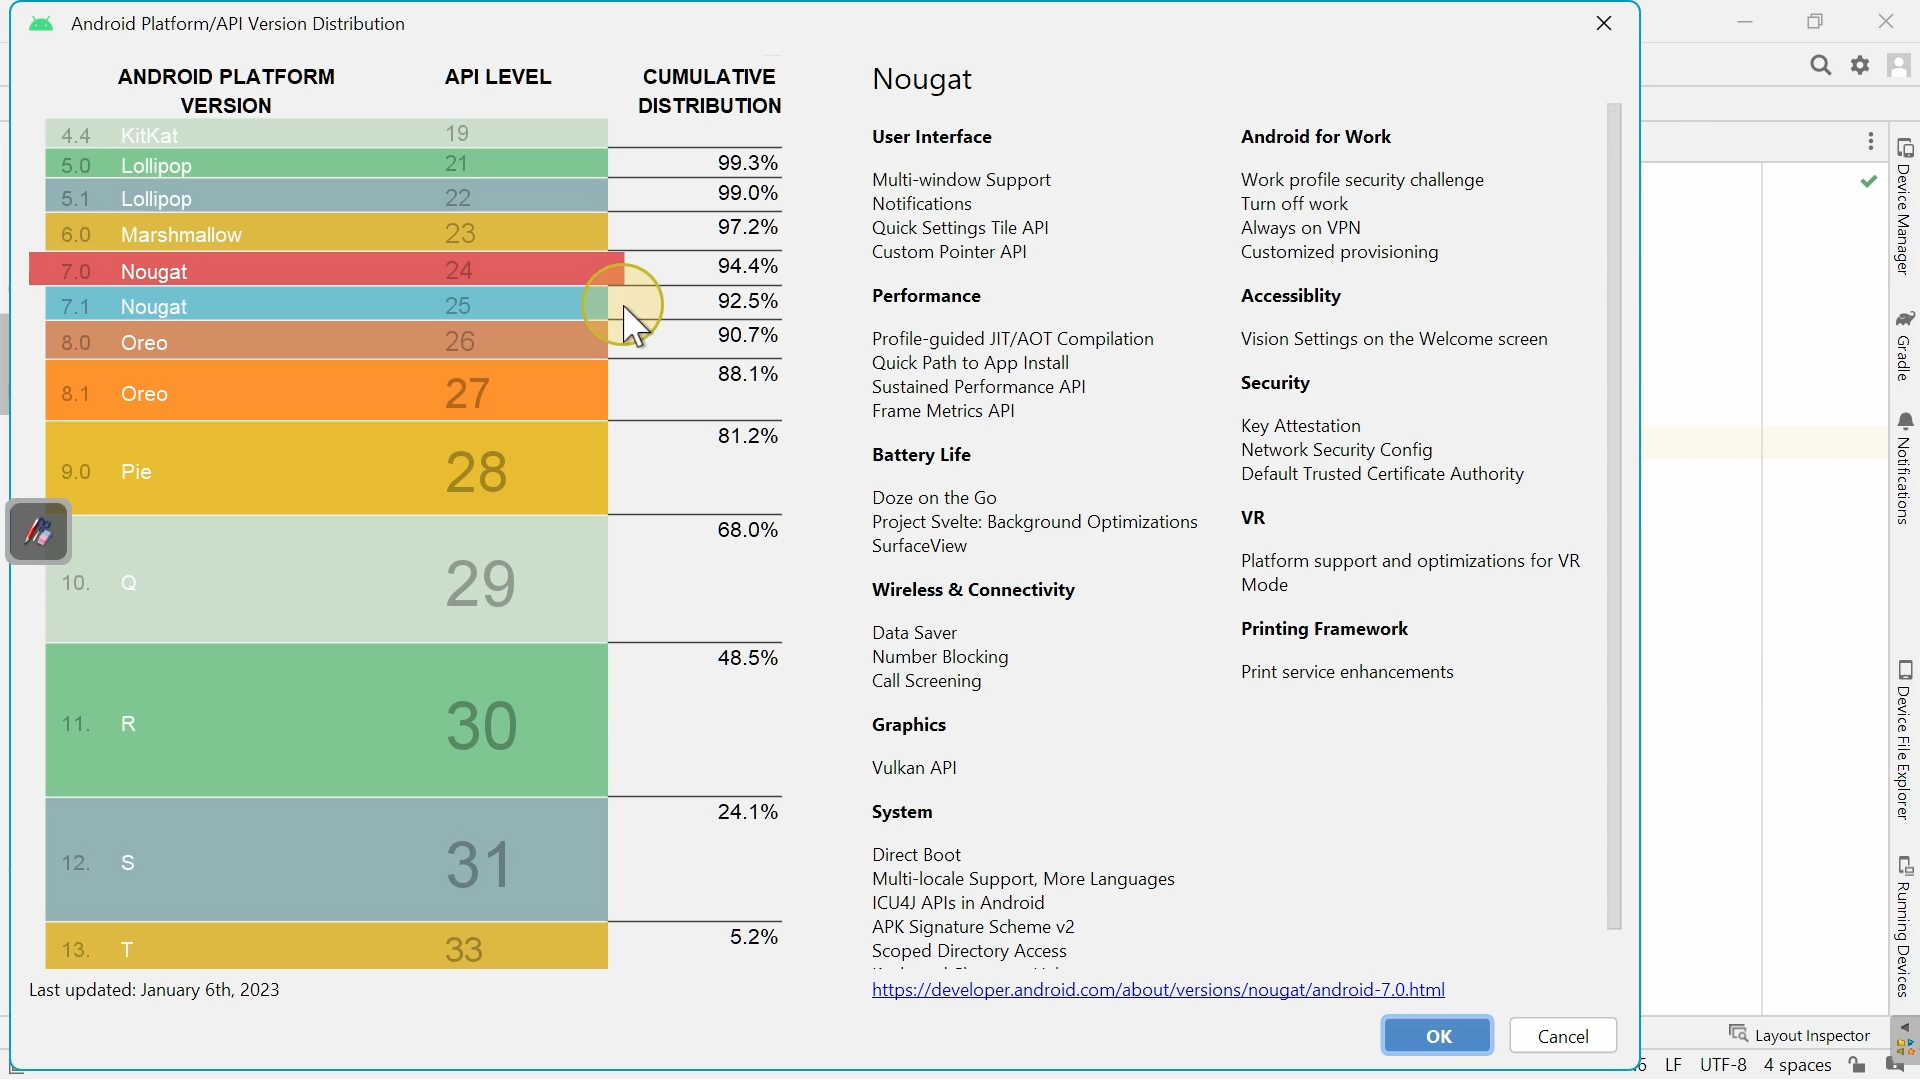 Android Platform/API Version Distribution
ANDROID PLATFORM VERSION API LEVEL CUMULATIVE DISTRIBUTION
4.4 KitKat 19
5.0 Lollipop 21 99.3%
5.1 Lollipop 22 99.0%
6.0 Marshmallow 23 97.2%
7.0 Nougat 24 94.4%
7.1 Nougat 25 92.5%
8.0 Oreo 26 90.7%
8.1 Oreo 27 88.1%
9.0 Pie 28 81.2%
10. Q 29 68.0%
11. R 30 48.5%
12. S 31 24.1%
13. T 33 5.2%
Last updated: January 6th, 2023
Nougat
User Interface
Multi-window Support
Notifications
Quick Settings Tile API
Custom Pointer API
Performance
Profile-guided JIT/AOT Compilation
Quick Path to App Install
Sustained Performance API
Frame Metrics API
Battery Life
Doze on the Go
Project Svelte: Background Optimizations
SurfaceView
Wireless & Connectivity
Data Saver
Number Blocking
Call Screening
Graphics
Vulkan API
System
Direct Boot
Multi-locale Support, More Languages
ICU4J APIs in Android
APK Signature Scheme v2
Scoped Directory Access
Android for Work
Work profile security challenge
Turn off work
Always on VPN
Customized provisioning
Accessiblity
Vision Settings on the Welcome screen
Security
Key Attestation
Network Security Config
Default Trusted Certificate Authority
VR
Platform support and optimizations for VR
Mode
Printing Framework
Print service enhancements
https://developer.android.com/about/versions/nougat/android-7.0.html
OK
Cancel
Device Manager
Gradle
Notifications
Device File Explorer
Running Devices
Layout Inspector
LF UTF-8 4 spaces